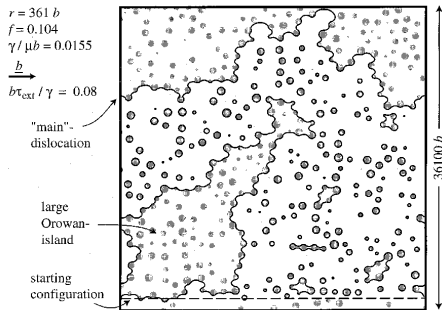 r = 361 b
f = 0.104
γ / μb = 0.0155
b
bτext / γ = 0.08
"main"-
dislocation
large
Orowan-
island
starting
configuration
36100 b